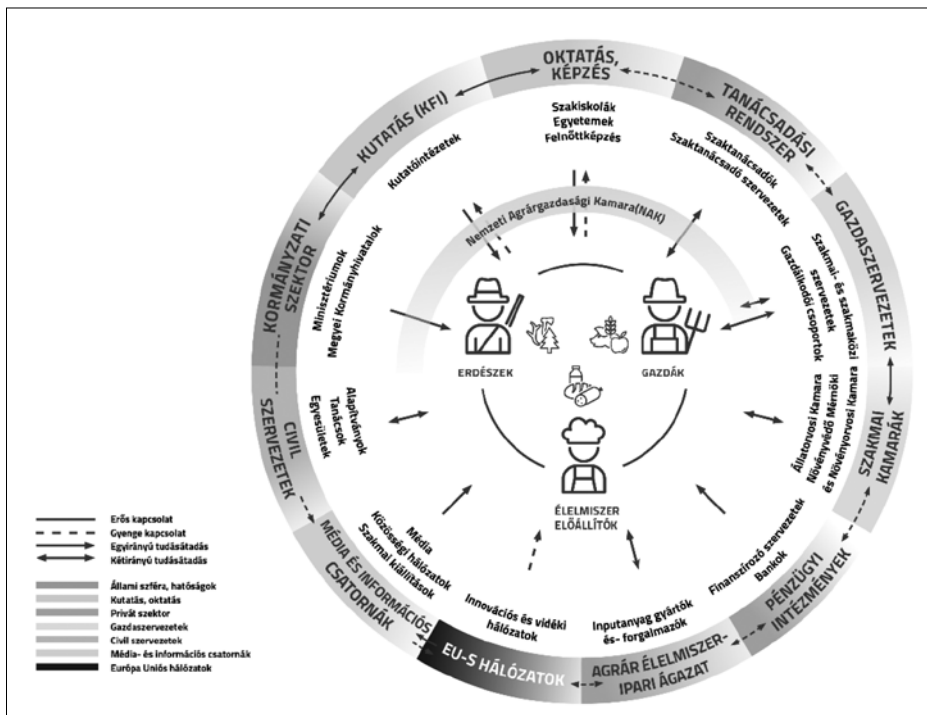 OKTATÁS,
KÉPZÉS
TANÁCSADÁSI
RENDSZER
GAZDASZERVEZETEK
SZAKMAI
KAMARÁK
PÉNZÜGYI
INTÉZMÉNYEK
AGRÁR ÉLELMISZER-
IPARI ÁGAZAT
EU-S HÁLÓZATOK
MÉDIA ÉS INFORMÁCIÓS
CSATORNÁK
CIVIL
SZERVEZETEK
KORMÁNYZATI
SZEKTOR
KUTATÁS (KFI)
Szakiskolák
Egyetemek
Felnőttképzés
Szaktanácsadók
Szaktanácsadó szervezetek
Szakmai- és szakmaközi
szervezetek
Gazdálkodói csoportok
Állatorvosi Kamara
Növényvédő Mérnöki
és Növényorvosi Kamara
Finanszírozó szervezetek
Bankok
Inputanyag gyártók
és- forgalmazók
Innovációs és vidéki
hálózatok
Média
Közösségi hálózatok
Szakmai kiállítások
Alapítványok
Tanácsok
Egyesületek
Minisztériumok
Megyei Kormányhivatalok
Kutatóintézetek
Nemzeti Agrárgazdasági Kamara(NAK)
ERDÉSZEK
GAZDÁK
ÉLELMISZER
ELŐÁLLÍTÓK
Erős kapcsolat
Gyenge kapcsolat
Egyirányú tudásátadás
Kétirányú tudásátadás
Állami szféra, hatóságok
Kutatás, oktatás
Privát szektor
Gazdaszervezetek
Civil szervezetek
Média- és információs csatornák
Európa Uniós hálózatok